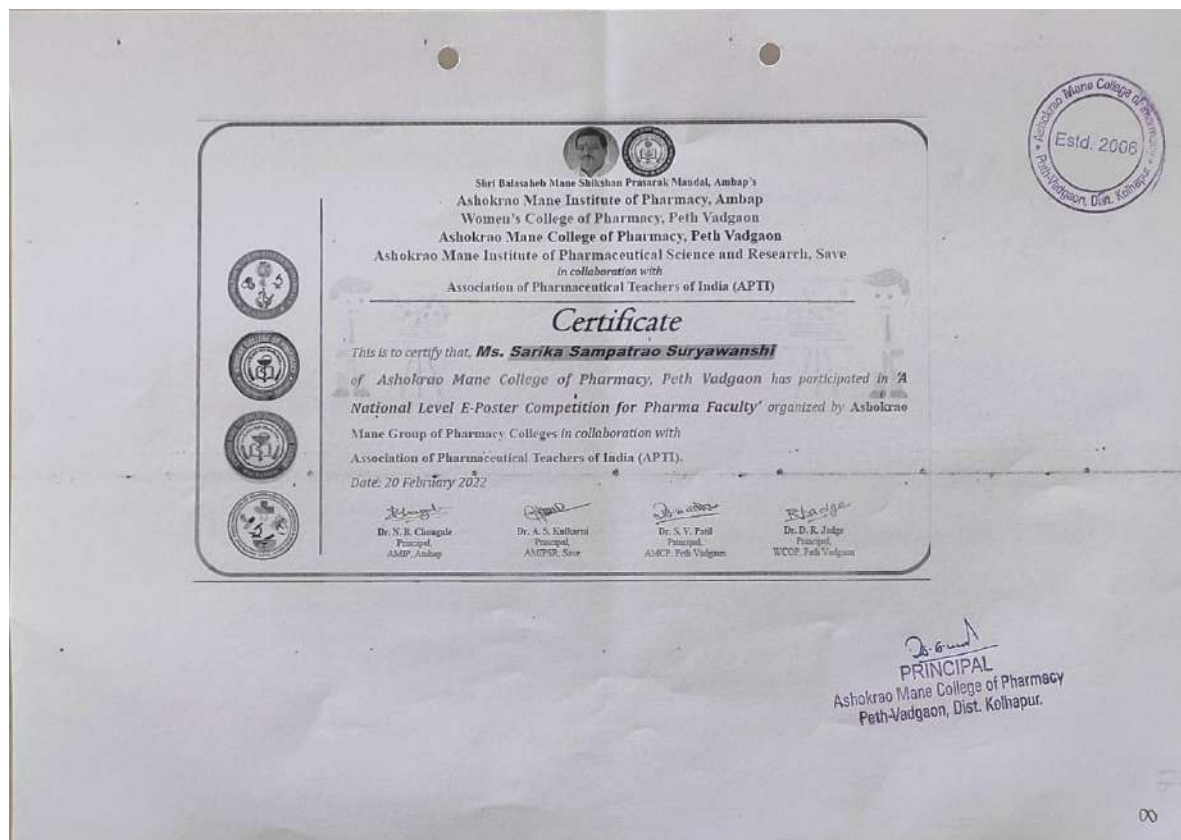 Shri Balasaheb Mane Shikshan Prasarak Mandal, Ambap's
Ashokrao Mane Institute of Pharmacy, Ambap
Women's College of Pharmacy, Peth Vadgaon
Ashokrao Mane College of Pharmacy, Peth Vadgaon
Ashokrao Mane Institute of Pharmaceutical Science and Research, Save
in collaboration with
Association of Pharmaceutical Teachers of India (APTI)
Certificate
This is to certify that, Ms. Sarika Sampatrao Suryawanshi
of Ashokrao Mane College of Pharmacy, Peth Vadgaon has participated in 'A
National Level E-Poster Competition for Pharma Faculty' organized by Ashokrao
Mane Group of Pharmacy Colleges in collaboration with
Association of Pharmaceutical Teachers of India (APTI).
Date: 20 February 2022
Dr. N. B. Chougule
Principal,
AMIP, Ambap
Dr. A. S. Kulkarni
Principal,
AMIPSR, Save
Dr. S. V. Patil
Principal,
AMCP, Peth Vadgaon
Dr. D. R. Jadge
Principal,
WCOP, Peth Vadgaon
Ashokrao Mane College of Pharmacy
Estd. 2006
Peth-Vadgaon, Dist. Kolhapur
PRINCIPAL
Ashokrao Mane College of Pharmacy
Peth-Vadgaon, Dist. Kolhapur.